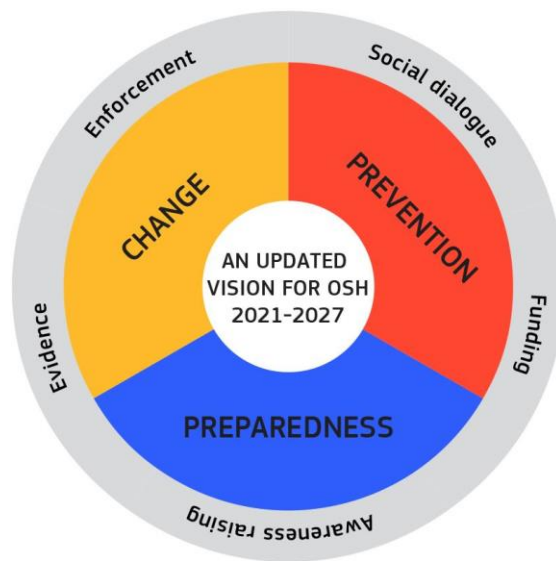 Enforcement
Social dialogue
CHANGE
PREVENTION
AN UPDATED
VISION FOR OSH
2021-2027
Evidence
Funding
PREPAREDNESS
Awareness raising